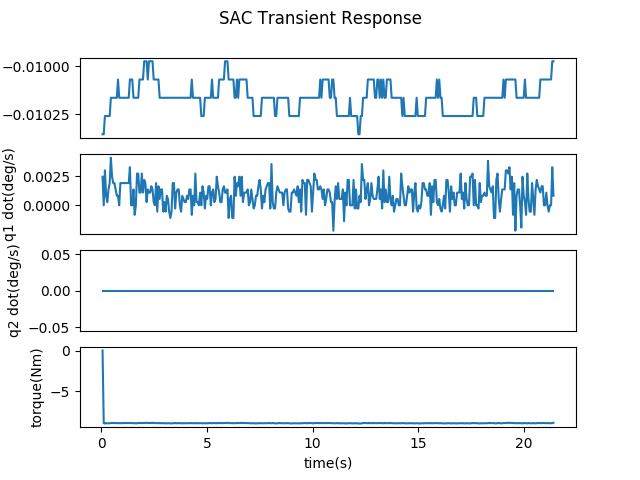 SAC Transient Response
−0.01000
−0.01025
q1 dot(deg/s)
0.0025
0.0000
q2 dot(deg/s)
0.05
0.00
−0.05
torque(Nm)
0
−5
0 5 10 15 20
time(s)